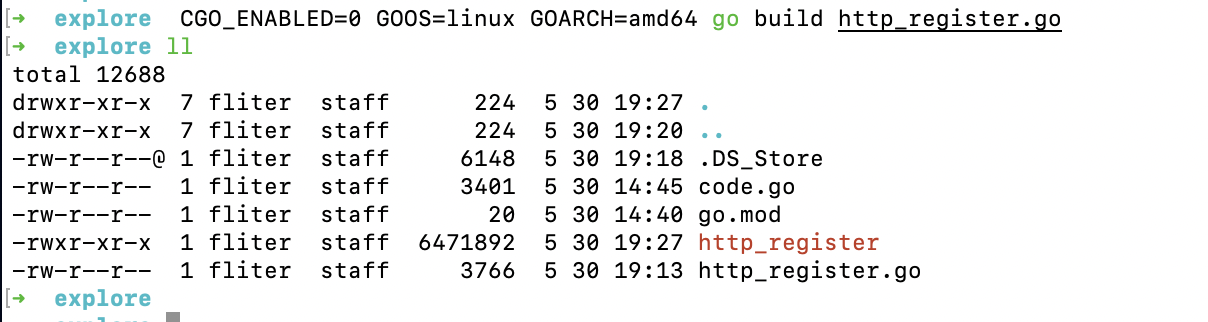 [➜  explore  CGO_ENABLED=0 GOOS=linux GOARCH=amd64 go build http_register.go
[➜  explore ll
total 12688
drwxr-xr-x  7 fliter  staff      224  5 30 19:27 .
drwxr-xr-x  7 fliter  staff      224  5 30 19:20 ..
-rw-r--r--@ 1 fliter  staff     6148  5 30 19:18 .DS_Store
-rw-r--r--  1 fliter  staff     3401  5 30 14:45 code.go
-rw-r--r--  1 fliter  staff       20  5 30 14:40 go.mod
-rwxr-xr-x  1 fliter  staff  6471892  5 30 19:27 http_register
-rw-r--r--  1 fliter  staff     3766  5 30 19:13 http_register.go
[➜  explore